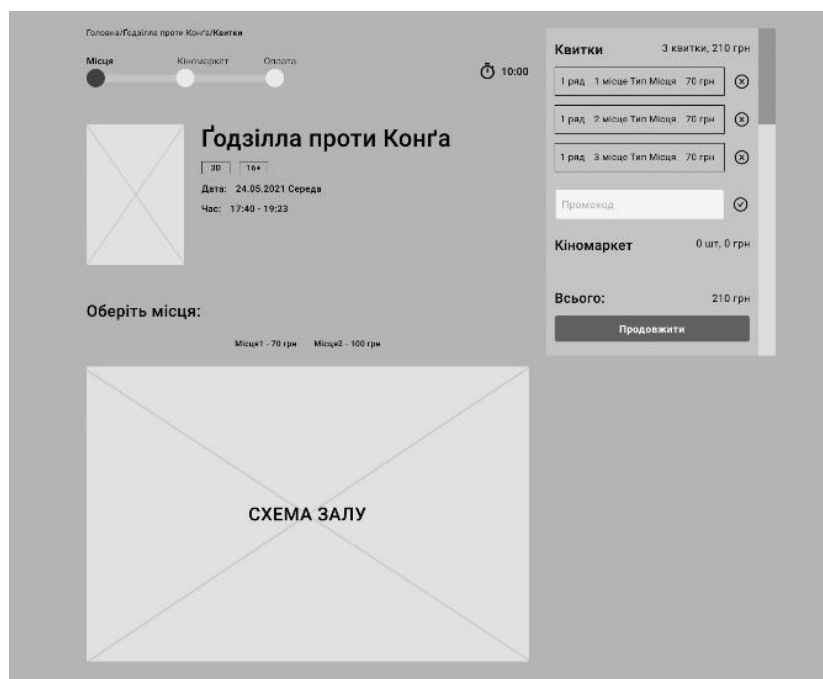 Головна/Ґодзілла проти Конґа/Квитки
Місця Кіномаркет Оплата
10:00
Ґодзілла проти Конґа
3D 16+
Дата: 24.05.2021 Середа
Час: 17:40 - 19:23
Оберіть місця:
Місця1 - 70 грн Місця2 - 100 грн
СХЕМА ЗАЛУ
Квитки 3 квитки, 210 грн
1 ряд 1 місце Тип Місця 70 грн
1 ряд 2 місце Тип Місця 70 грн
1 ряд 3 місце Тип Місця 70 грн
Промокод
Кіномаркет 0 шт, 0 грн
Всього: 210 грн
Продовжити